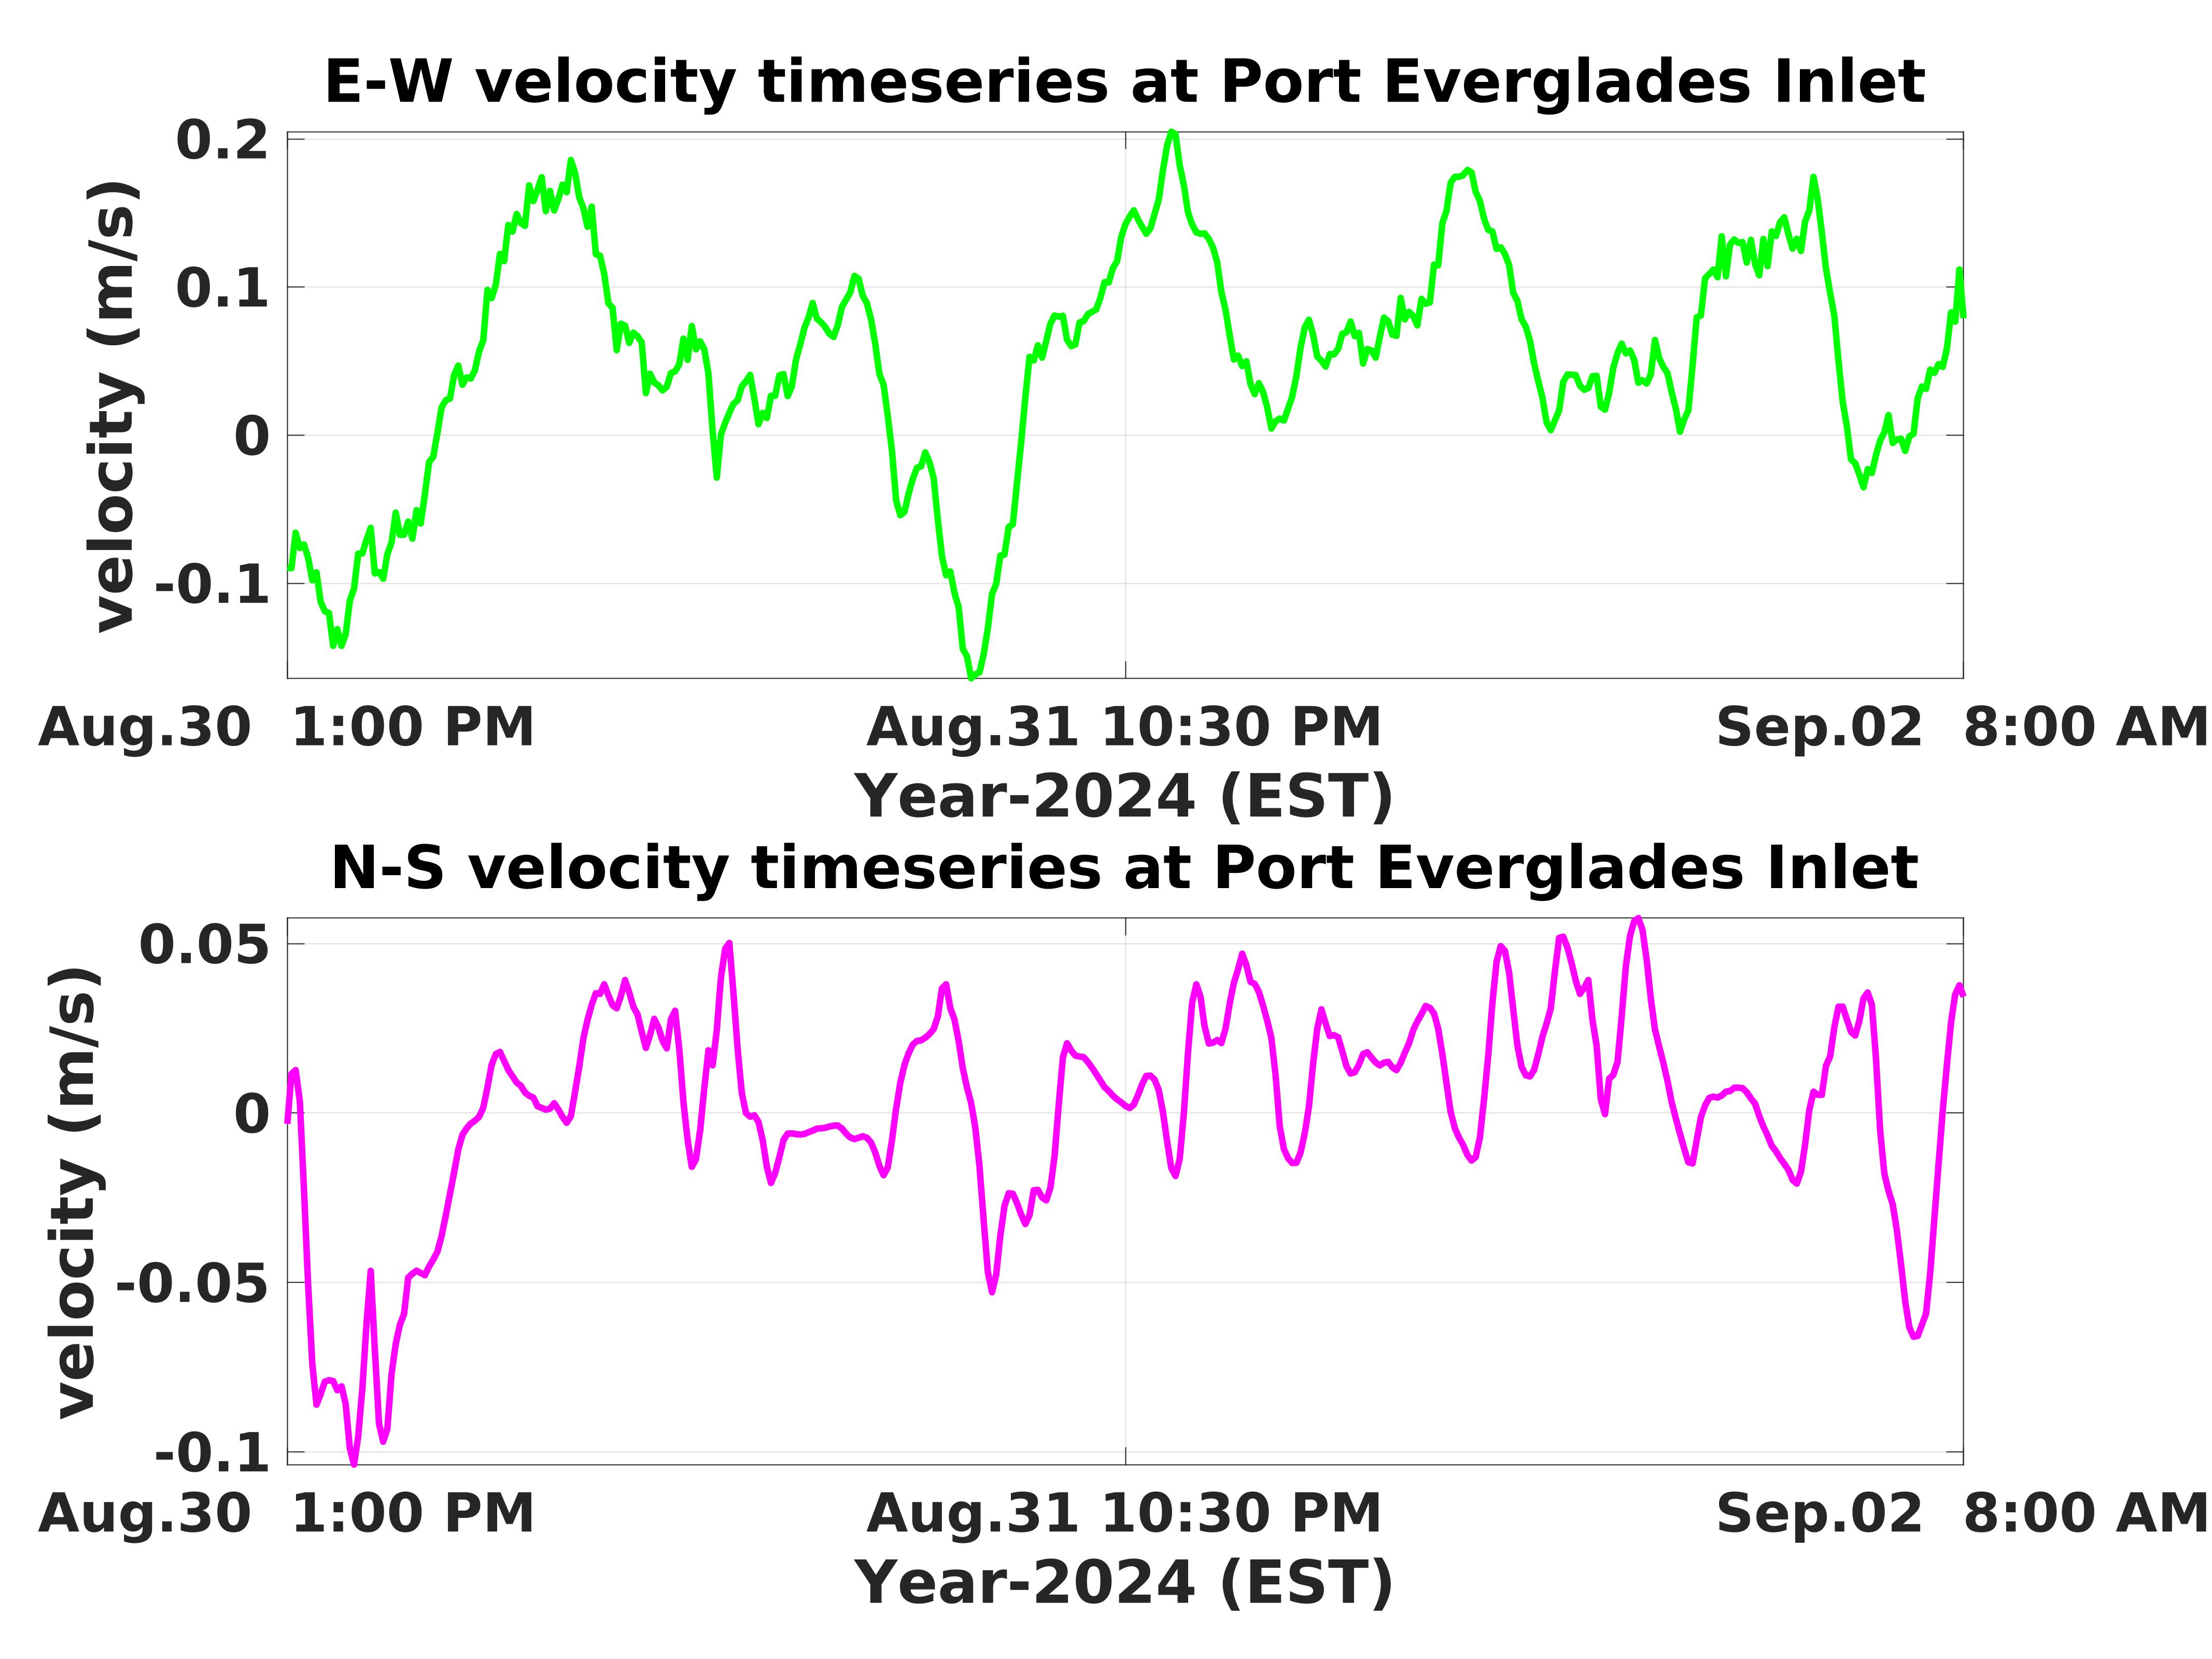 E-W velocity timeseries at Port Everglades Inlet
velocity (m/s)
0.2
0.1
0
-0.1
Aug.30  1:00 PM
Aug.31 10:30 PM
Sep.02  8:00 AM
Year-2024 (EST)
N-S velocity timeseries at Port Everglades Inlet
velocity (m/s)
0.05
0
-0.05
-0.1
Aug.30  1:00 PM
Aug.31 10:30 PM
Sep.02  8:00 AM
Year-2024 (EST)